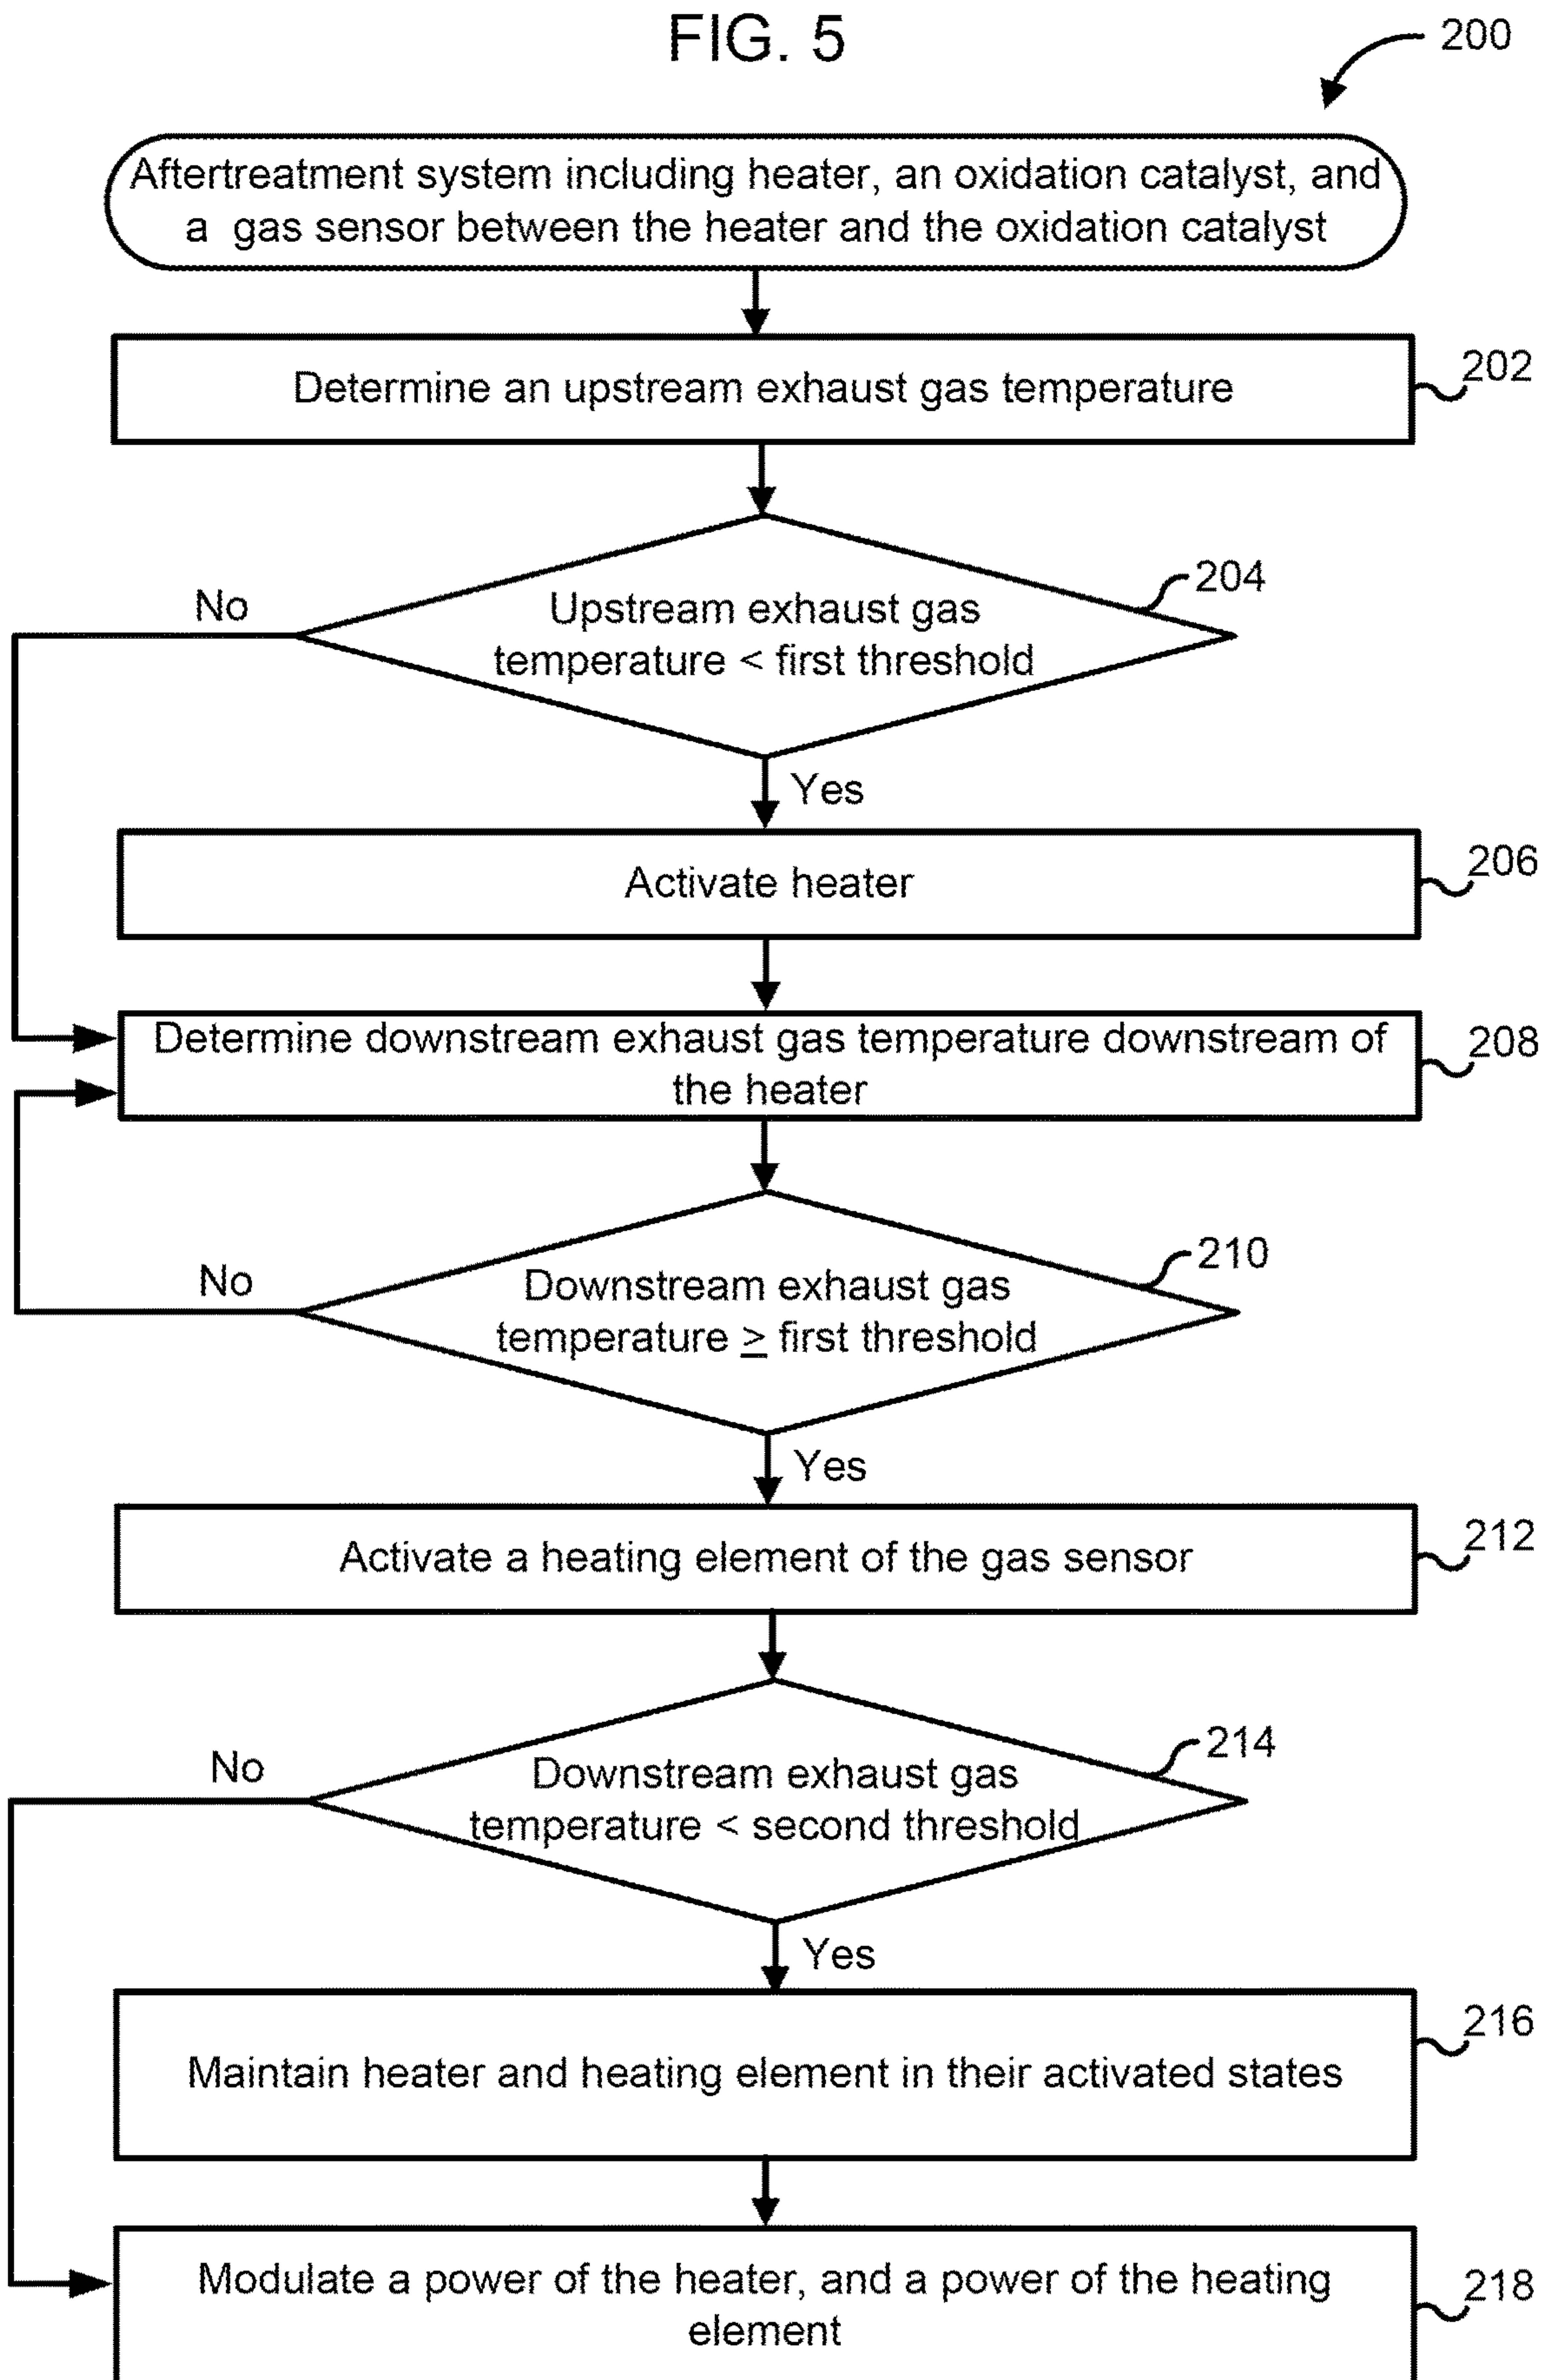 FIG. 5
200
Aftertreatment system including heater, an oxidation catalyst, and
a gas sensor between the heater and the oxidation catalyst
Determine an upstream exhaust gas temperature
202
204
No
Upstream exhaust gas
temperature < first threshold
Yes
Activate heater
206
Determine downstream exhaust gas temperature downstream of
the heater
208
210
No
Downstream exhaust gas
temperature ≥ first threshold
Yes
Activate a heating element of the gas sensor
212
214
No
Downstream exhaust gas
temperature < second threshold
Yes
Maintain heater and heating element in their activated states
216
Modulate a power of the heater, and a power of the heating
element
218